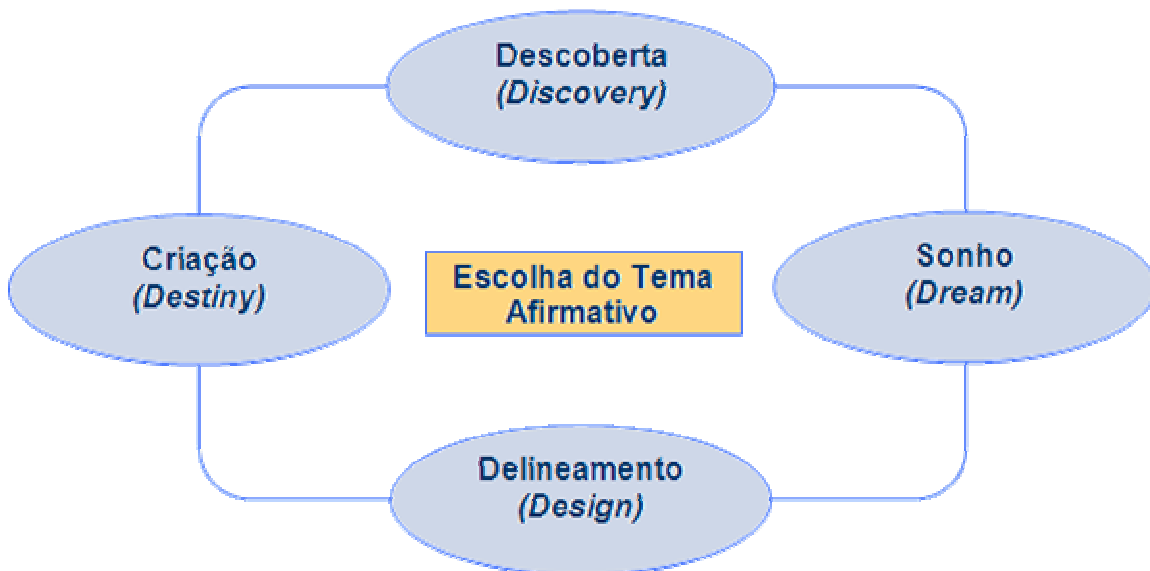 Descoberta
(Discovery)
Criação
(Destiny)
Escolha do Tema
Afirmativo
Sonho
(Dream)
Delineamento
(Design)